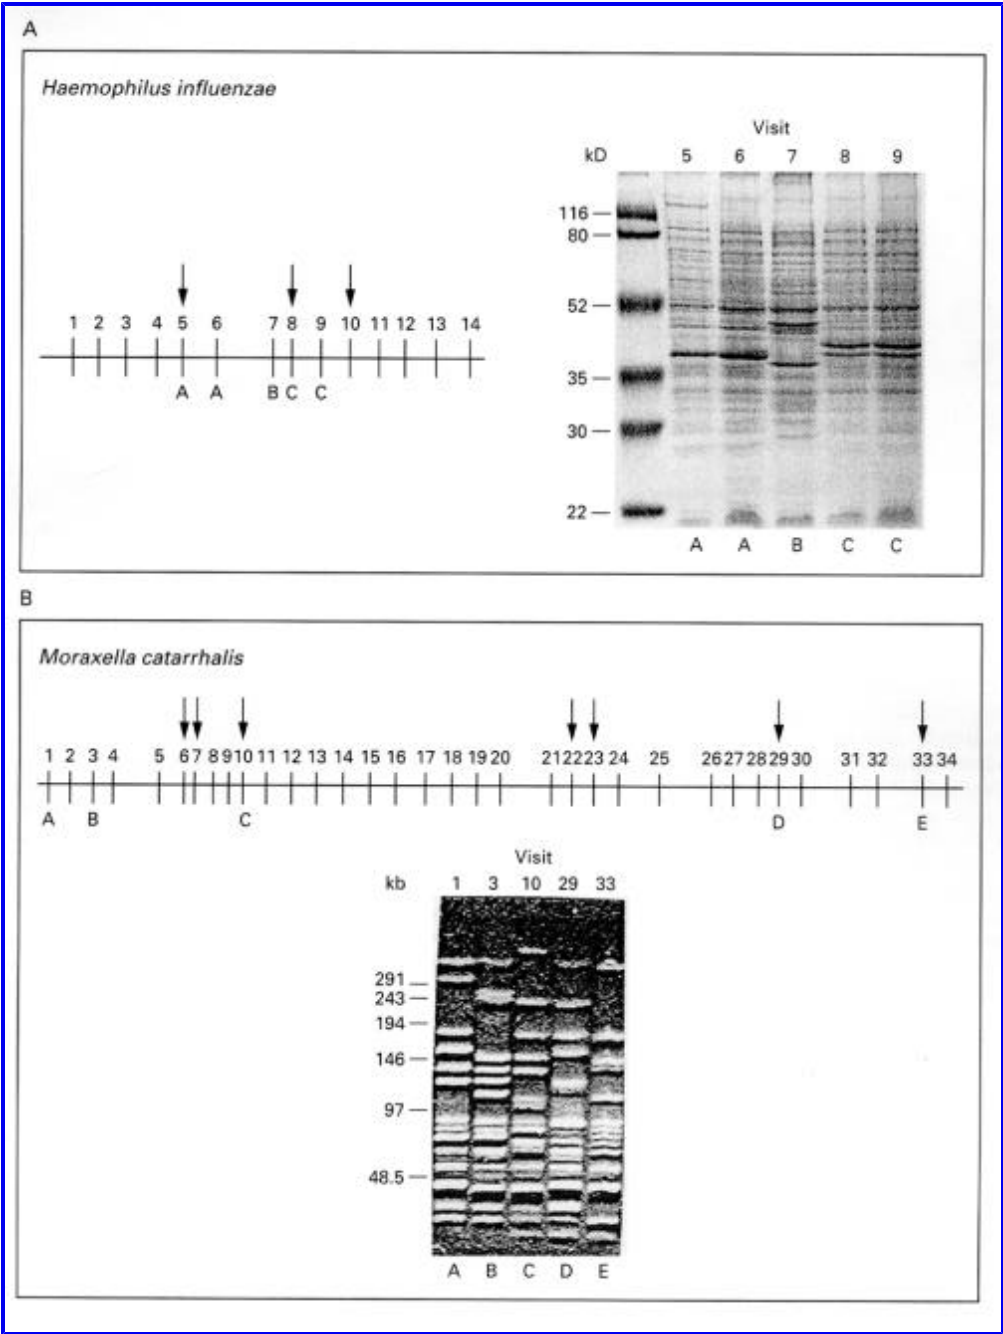 A
Haemophilus influenzae
Visit
kD 5 6 7 8 9
116
80
52
35
30
22
A A B C C
1 2 3 4 5 6 7 8 9 10 11 12 13 14
A A B C C
B
Moraxella catarrhalis
1 2 3 4 5 6 7 8 9 10 11 12 13 14 15 16 17 18 19 20 21 22 23 24 25 26 27 28 29 30 31 32 33 34
A B C D E
Visit
kb 1 3 10 29 33
291
243
194
146
97
48.5
A B C D E